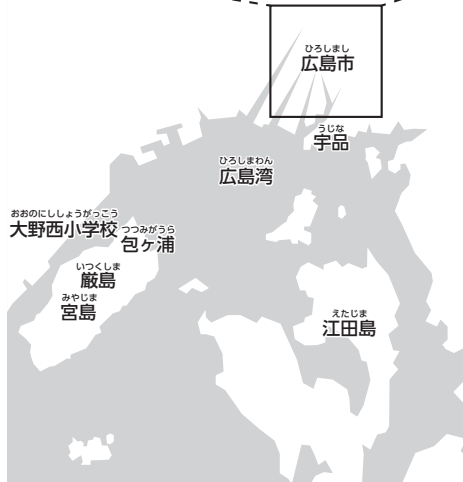 ひろしまし
広島市
うじな
宇品
ひろしまわん
広島湾
おおのにししょうがっこう
大野西小学校
つつみがうら
包ヶ浦
いつくしま
厳島
みやじま
宮島
えたじま
江田島